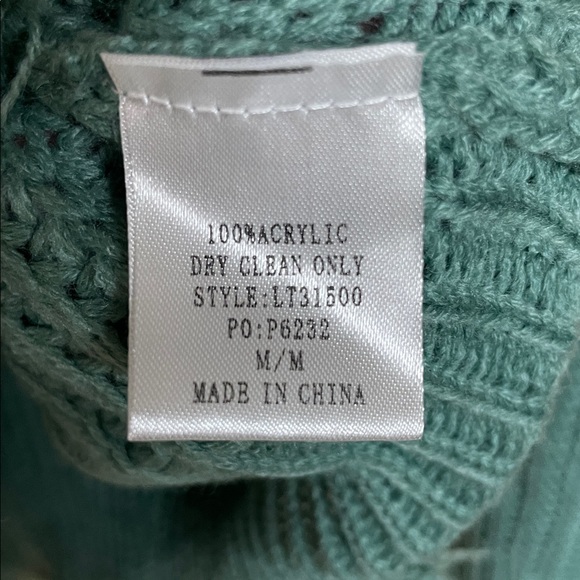 100%ACRYLIC
DRY CLEAN ONLY
STYLE:LT31500
PO:P6232
M/M
MADE IN CHINA